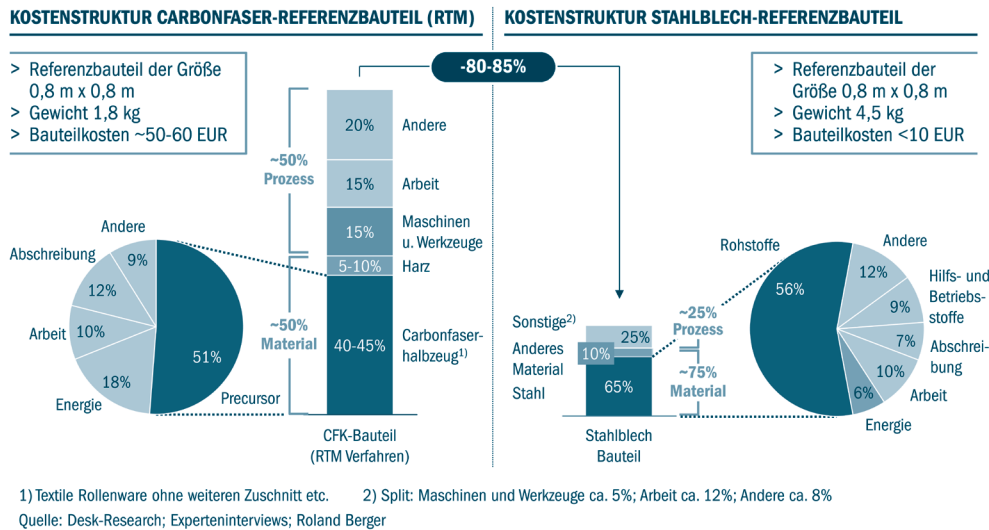 KOSTENSTRUKTUR CARBONFASER-REFERENZBAUTEIL (RTM)
> Referenzbauteil der Größe
0,8 m x 0,8 m
> Gewicht 1,8 kg
> Bauteilkosten ~50-60 EUR
Andere
9%
Abschreibung
12%
Arbeit
10%
18%
Energie
51%
Precursor
~50%
Prozess
~50%
Material
20%
Andere
15%
Arbeit
15%
Maschinen
u. Werkzeuge
5-10%
Harz
40-45%
Carbonfaser-
halbzeug1)
CFK-Bauteil
(RTM Verfahren)
-80-85%
KOSTENSTRUKTUR STAHLBLECH-REFERENZBAUTEIL
> Referenzbauteil der
Größe 0,8 m x 0,8 m
> Gewicht 4,5 kg
> Bauteilkosten <10 EUR
Sonstige2)
25%
Anderes
Material
10%
Stahl
65%
~25%
Prozess
~75%
Material
Stahlblech
Bauteil
Rohstoffe
56%
Andere
12%
Hilfs- und
Betriebs-
stoffe
9%
7%
Abschrei-
bung
10%
Arbeit
6%
Energie
1) Textile Rollenware ohne weiteren Zuschnitt etc.
2) Split: Maschinen und Werkzeuge ca. 5%; Arbeit ca. 12%; Andere ca. 8%
Quelle: Desk-Research; Experteninterviews; Roland Berger